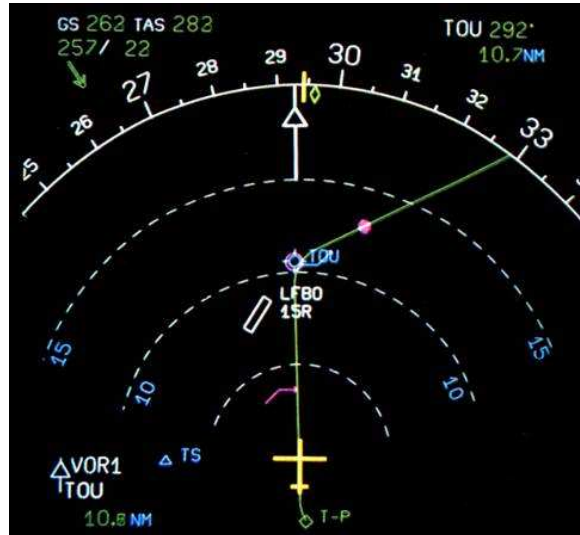 GS 262 TAS 282
257/ 22
TOU 292°
10.7NM
25
26
27
28
29
30
31
32
33
TOU
LFBO
15R
15
15
10
10
VOR1
TOU
10.8 NM
TS
T-P